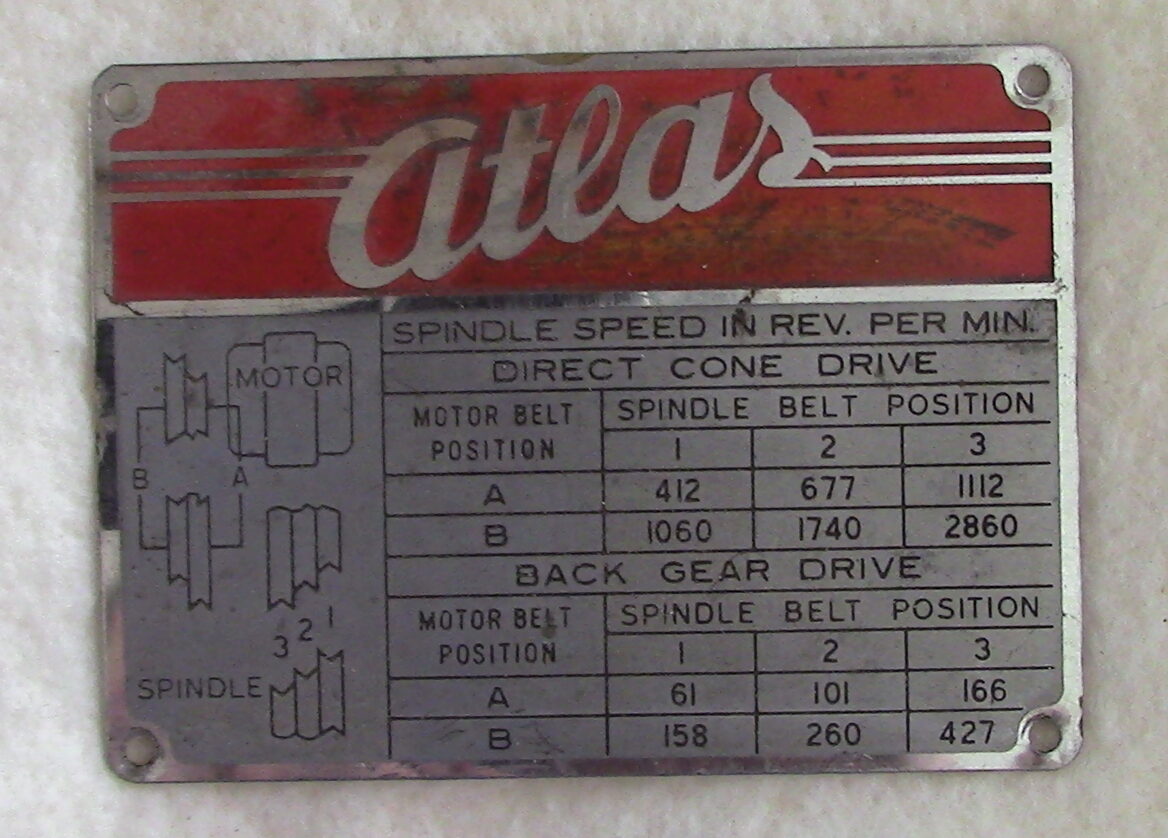 atlas
SPINDLE SPEED IN REV. PER MIN.
DIRECT CONE DRIVE
MOTOR BELT POSITION SPINDLE BELT POSITION
1 2 3
A 412 677 1112
B 1060 1740 2860
BACK GEAR DRIVE
MOTOR BELT POSITION SPINDLE BELT POSITION
1 2 3
A 61 101 166
B 158 260 427
MOTOR
B A
3 2 1
SPINDLE